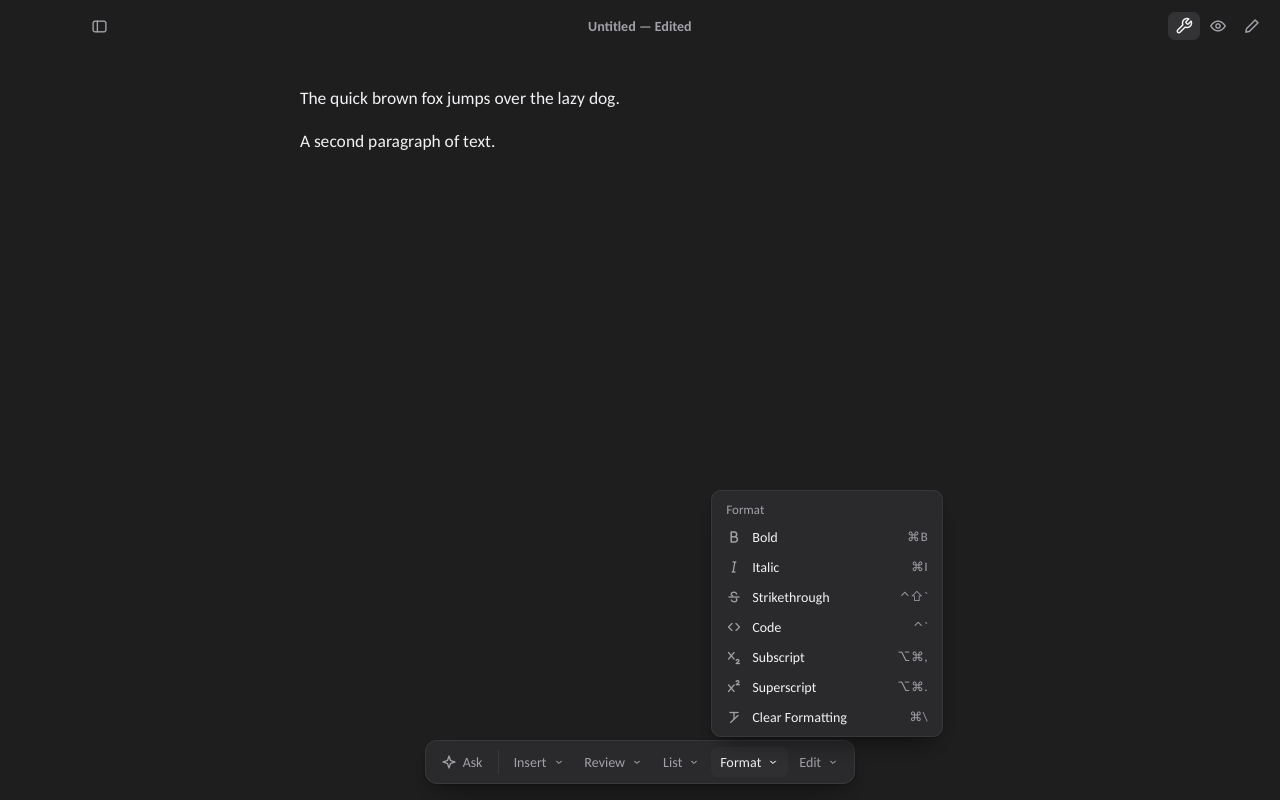 Untitled — Edited
The quick brown fox jumps over the lazy dog.
A second paragraph of text.
Format
Bold ⌘B
Italic ⌘I
Strikethrough ^⇧`
Code ^`
Subscript ⌥⌘,
Superscript ⌥⌘.
Clear Formatting ⌘\
Ask Insert Review List Format Edit